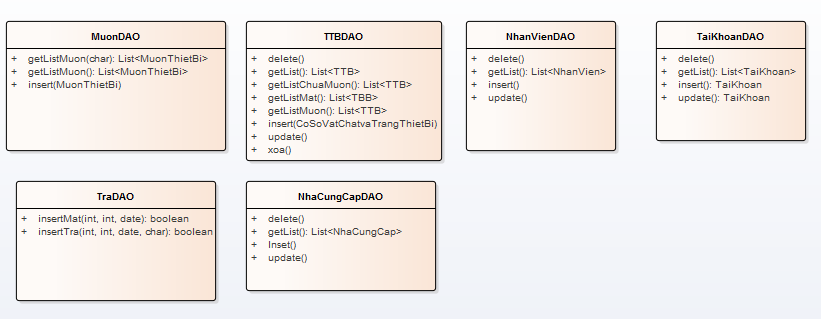 MuonDAO
+ getListMuon(char): List<MuonThietBi>
+ getListMuon(): List<MuonThietBi>
+ insert(MuonThietBi)
TTBDAO
+ delete()
+ getList(): List<TTB>
+ getListChuaMuon(): List<TTB>
+ getListMat(): List<TBB>
+ getListMuon(): List<TTB>
+ insert(CoSoVatChatvaTrangThietBi)
+ update()
+ xoa()
NhanVienDAO
+ delete()
+ getList(): List<NhanVien>
+ insert()
+ update()
TaiKhoanDAO
+ delete()
+ getList(): List<TaiKhoan>
+ insert(): TaiKhoan
+ update(): TaiKhoan
TraDAO
+ insertMat(int, int, date): boolean
+ insertTra(int, int, date, char): boolean
NhaCungCapDAO
+ delete()
+ getList(): List<NhaCungCap>
+ Inset()
+ update()